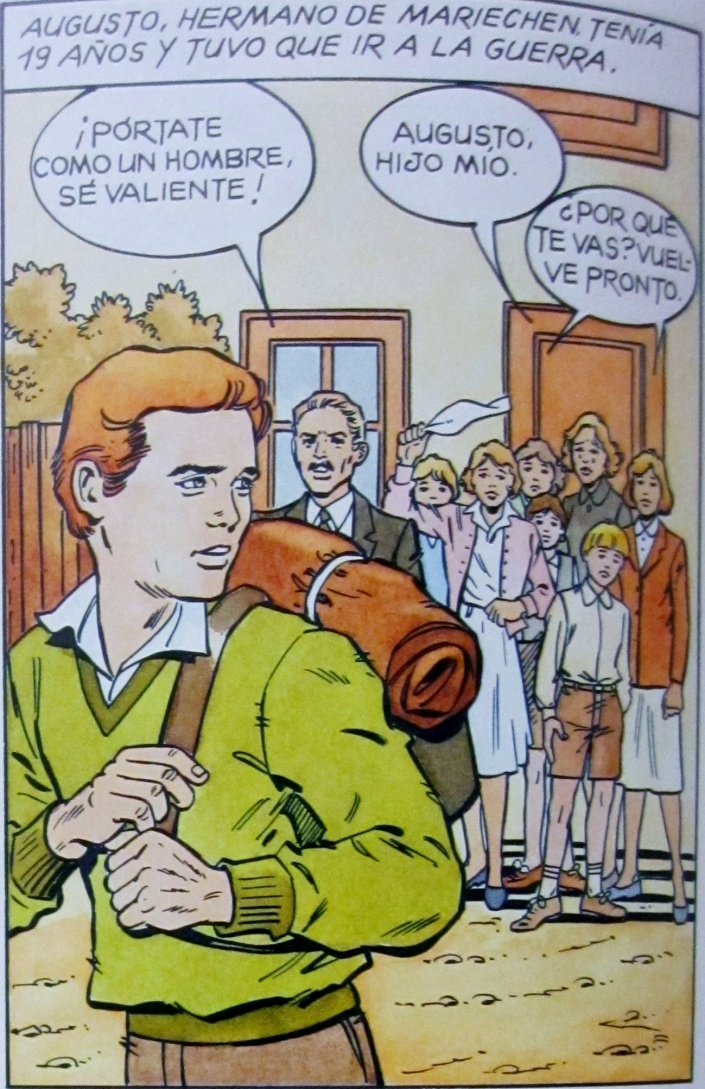 AUGUSTO, HERMANO DE MARIECHEN, TENÍA
19 AÑOS Y TUVO QUE IR A LA GUERRA.
¡PÓRTATE
COMO UN HOMBRE,
SÉ VALIENTE!
AUGUSTO,
HIJO MIO.
¿POR QUÉ
TE VAS? VUEL-
VE PRONTO.